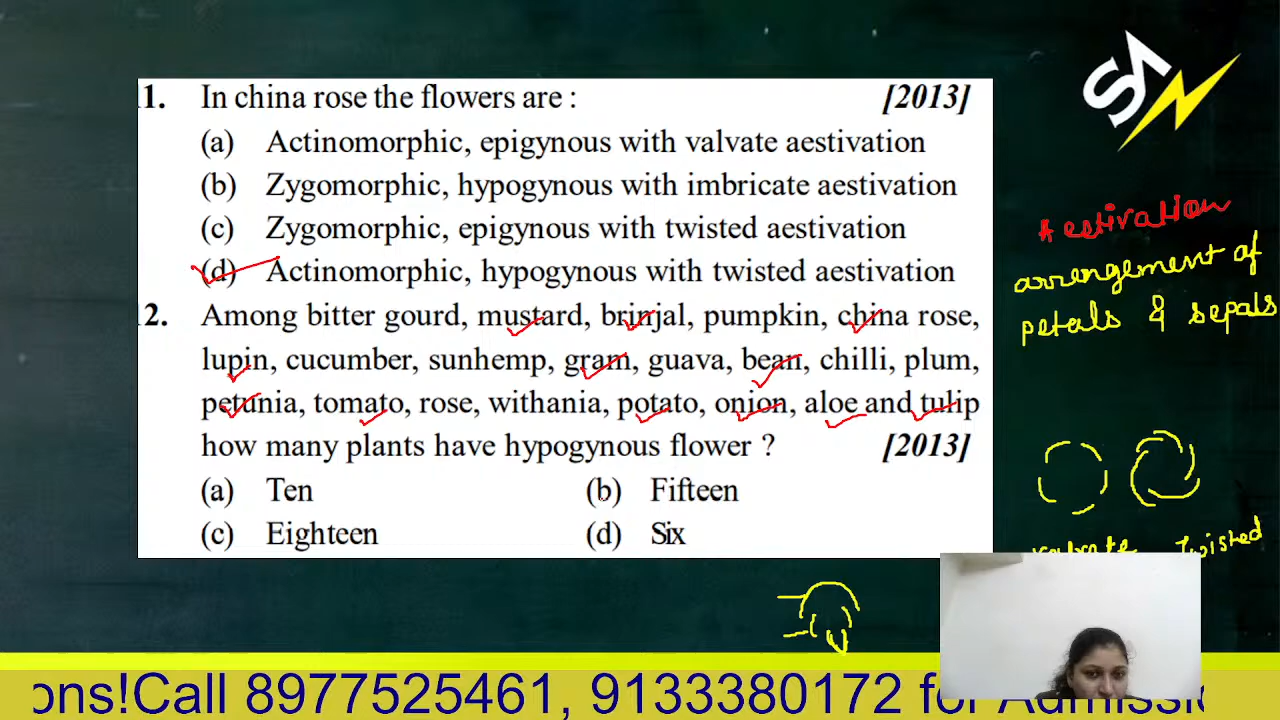 1. In china rose the flowers are : [2013]
(a) Actinomorphic, epigynous with valvate aestivation
(b) Zygomorphic, hypogynous with imbricate aestivation
(c) Zygomorphic, epigynous with twisted aestivation
(d) Actinomorphic, hypogynous with twisted aestivation
2. Among bitter gourd, mustard, brinjal, pumpkin, china rose,
lupin, cucumber, sunhemp, gram, guava, bean, chilli, plum,
petunia, tomato, rose, withania, potato, onion, aloe and tulip
how many plants have hypogynous flower ? [2013]
(a) Ten (b) Fifteen
(c) Eighteen (d) Six
SAN
Aestivation
arrengement of
petals & sepals
Twisted
ons!Call 8977525461, 9133380172 for Admissi